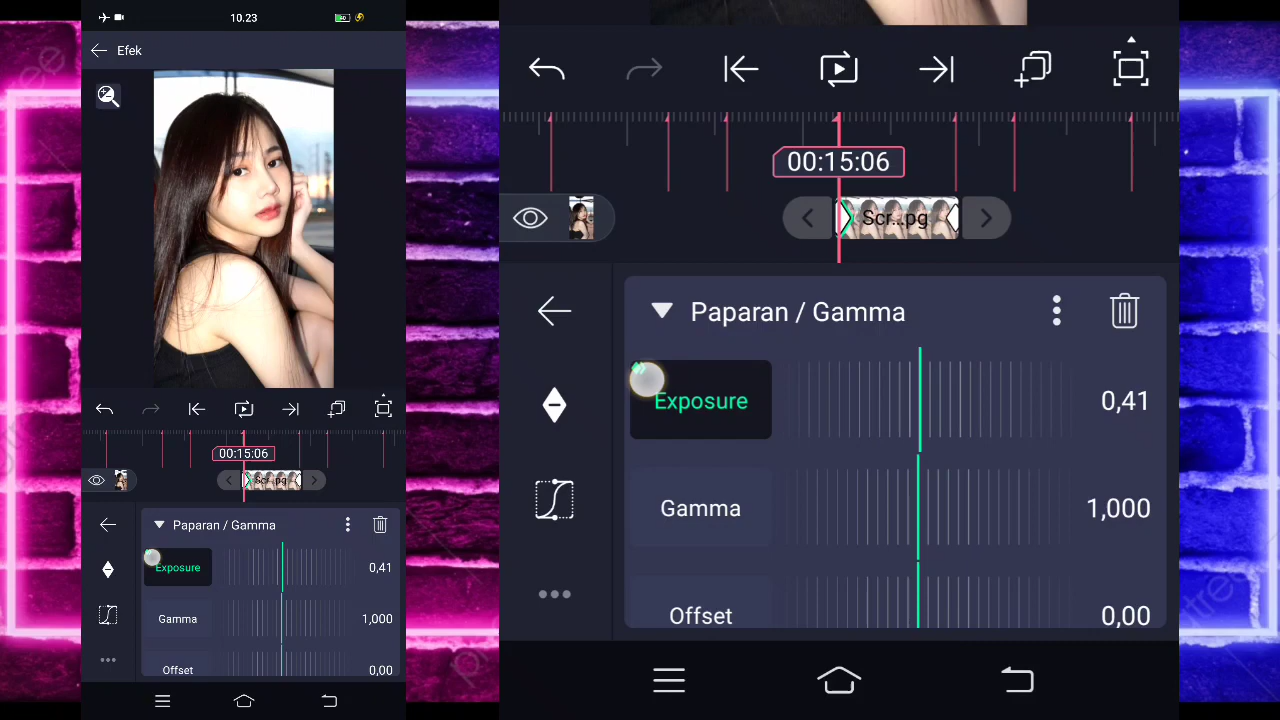 10.23
Efek
00:15:06
Scr...pg
Paparan / Gamma
Exposure
0,41
Gamma
1,000
Offset
0,00
00:15:06
Scr...pg
Paparan / Gamma
Exposure
0,41
Gamma
1,000
Offset
0,00